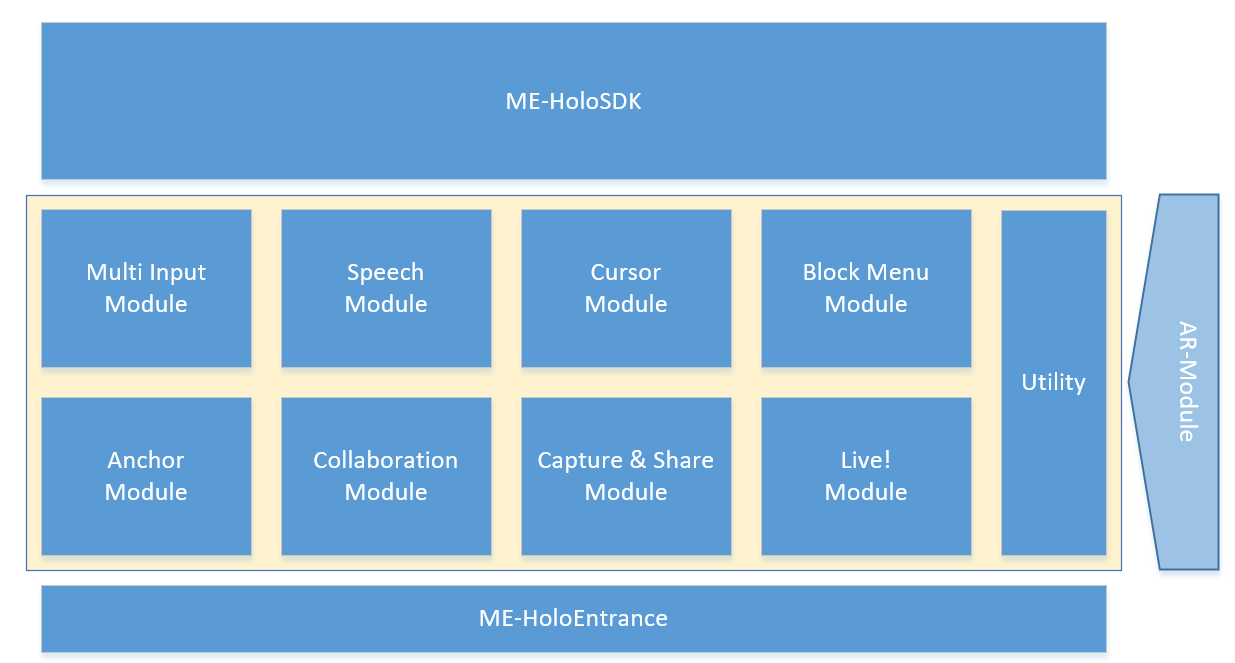 ME-HoloSDK
Multi Input
Module
Speech
Module
Cursor
Module
Block Menu
Module
Utility
AR-Module
Anchor
Module
Collaboration
Module
Capture & Share
Module
Live!
Module
ME-HoloEntrance